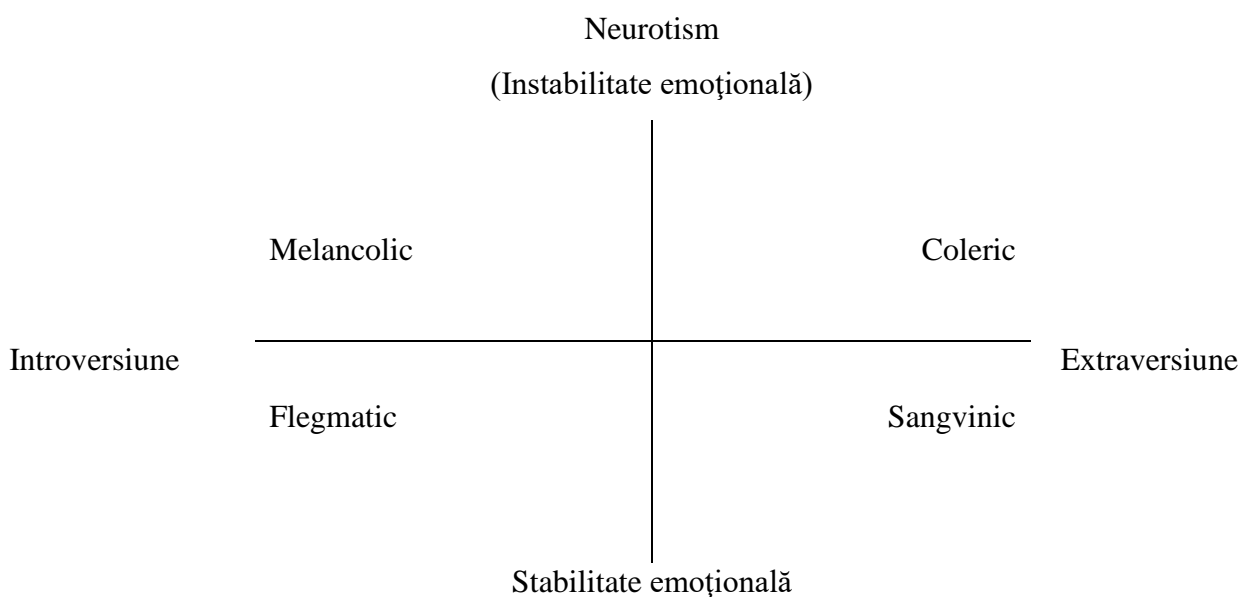 Neurotism
(Instabilitate emoţională)
Melancolic
Coleric
Introversiune
Extraversiune
Flegmatic
Sangvinic
Stabilitate emoţională